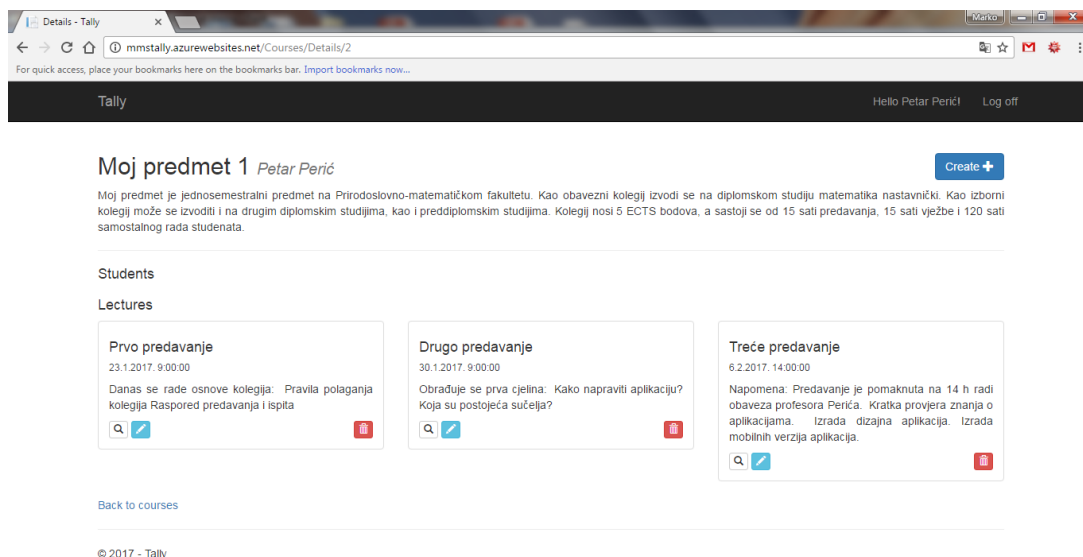 Details - Tally
Marko
mmstally.azurewebsites.net/Courses/Details/2
For quick access, place your bookmarks here on the bookmarks bar. Import bookmarks now...
Tally
Hello Petar Perić!
Log off
Moj predmet 1 Petar Perić
Create
Moj predmet je jednosemestralni predmet na Prirodoslovno-matematičkom fakultetu. Kao obavezni kolegij izvodi se na diplomskom studiju matematika nastavnički. Kao izborni
kolegij može se izvoditi i na drugim diplomskim studijima, kao i preddiplomskim studijima. Kolegij nosi 5 ECTS bodova, a sastoji se od 15 sati predavanja, 15 sati vježbe i 120 sati
samostalnog rada studenata.
Students
Lectures
Prvo predavanje
23.1.2017. 9:00:00
Danas se rade osnove kolegija: Pravila polaganja
kolegija Raspored predavanja i ispita
Drugo predavanje
30.1.2017. 9:00:00
Obrađuje se prva cjelina: Kako napraviti aplikaciju?
Koja su postojeća sučelja?
Treće predavanje
6.2.2017. 14:00:00
Napomena: Predavanje je pomaknuta na 14 h radi
obaveza profesora Perića. Kratka provjera znanja o
aplikacijama. Izrada dizajna aplikacija. Izrada
mobilnih verzija aplikacija.
Back to courses
© 2017 - Tally